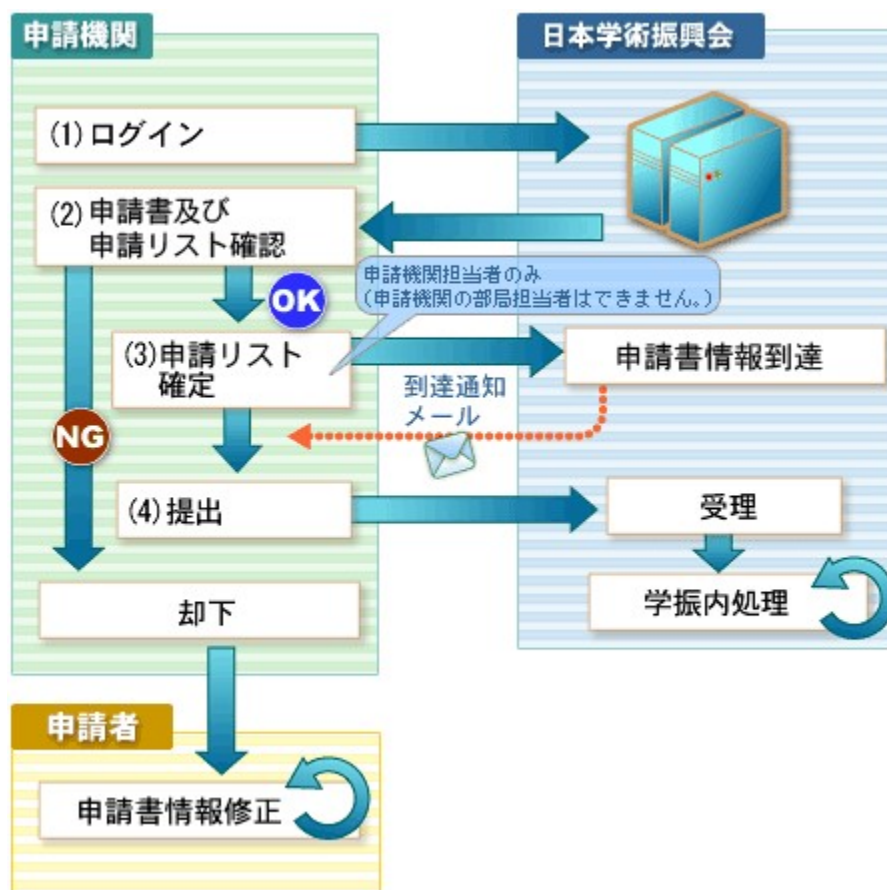 申請機関
日本学術振興会
(1)ログイン
(2)申請書及び
申請リスト確認
OK
申請機関担当者のみ
（申請機関の部局担当者はできません。）
(3)申請リスト
確定
申請書情報到達
到達通知
メール
NG
(4)提出
受理
却下
学振内処理
申請者
申請書情報修正